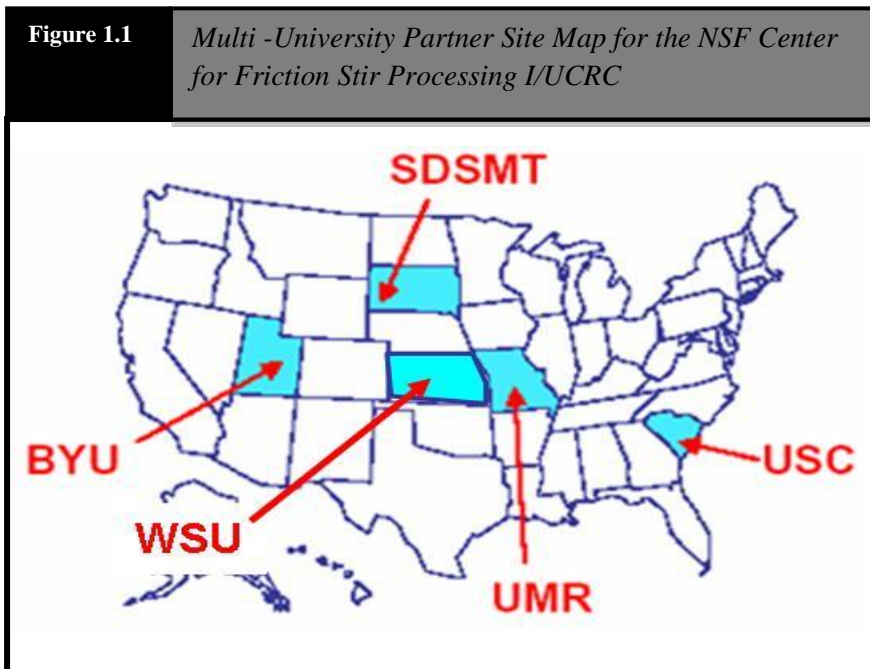 Figure 1.1
Multi -University Partner Site Map for the NSF Center
for Friction Stir Processing I/UCRC
SDSMT
BYU
USC
WSU
UMR